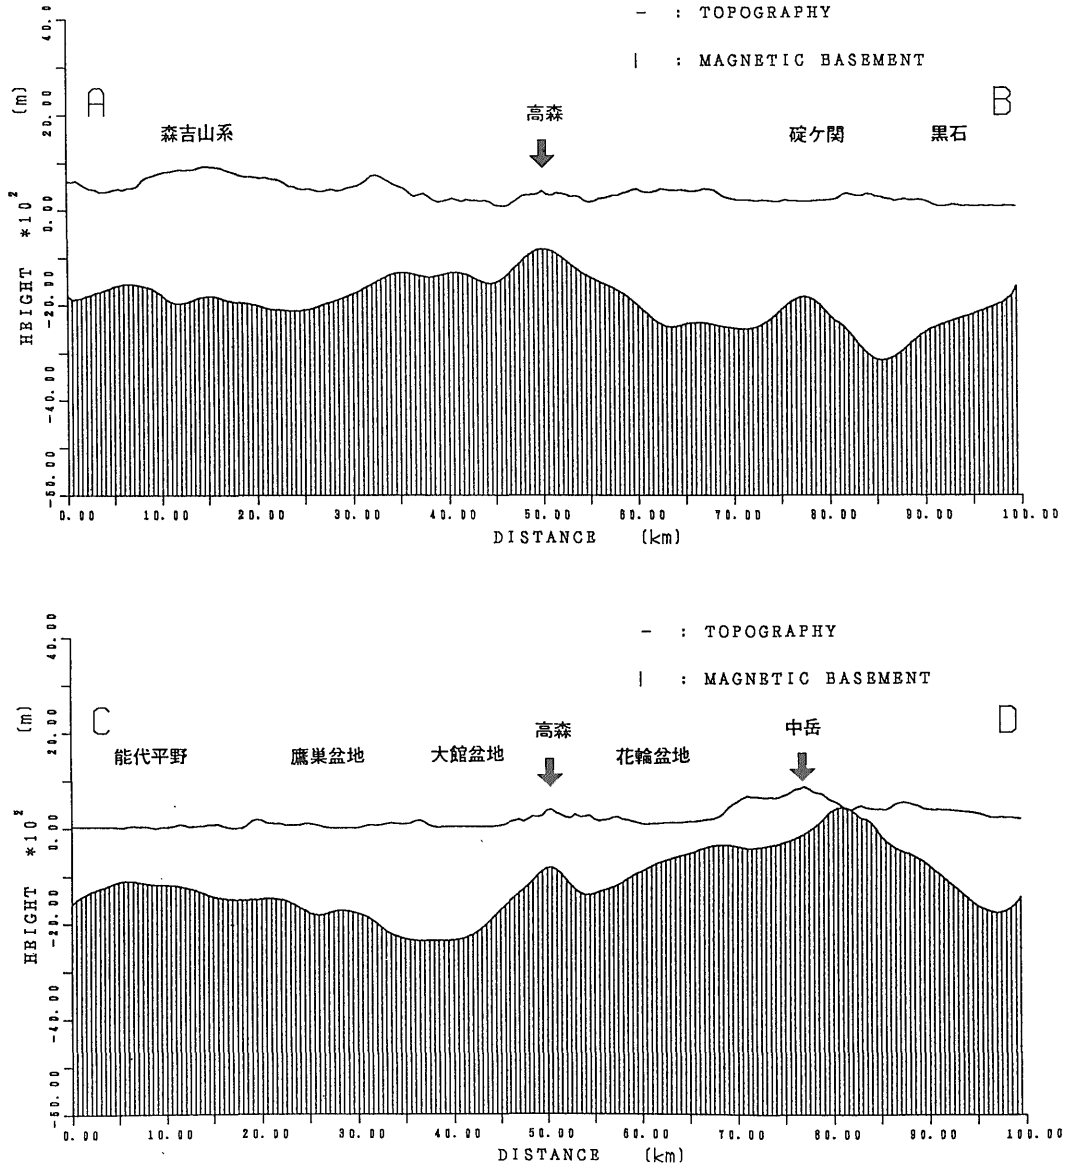 — : TOPOGRAPHY
| : MAGNETIC BASEMENT
A
B
森吉山系
高森
碇ケ関
黒石
HEIGHT *10² (m)
40.00
20.00
0.00
-20.00
-40.00
-60.00
0.00 10.00 20.00 30.00 40.00 50.00 60.00 70.00 80.00 90.00 100.00
DISTANCE (km)
— : TOPOGRAPHY
| : MAGNETIC BASEMENT
C
D
能代平野
鷹巣盆地
大館盆地
高森
花輪盆地
中岳
HEIGHT *10² (m)
40.00
20.00
0.00
-20.00
-40.00
-60.00
0.00 10.00 20.00 30.00 40.00 50.00 60.00 70.00 80.00 90.00 100.00
DISTANCE (km)